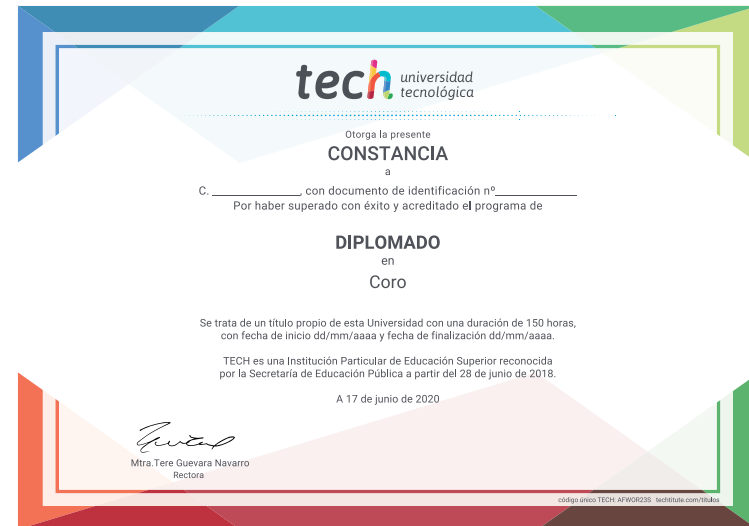 tech universidad
tecnológica
Otorga la presente
CONSTANCIA
a
C. ________________, con documento de identificación nº______________
Por haber superado con éxito y acreditado el programa de
DIPLOMADO
en
Coro
Se trata de un título propio de esta Universidad con una duración de 150 horas,
con fecha de inicio dd/mm/aaaa y fecha de finalización dd/mm/aaaa.
TECH es una Institución Particular de Educación Superior reconocida
por la Secretaría de Educación Pública a partir del 28 de junio de 2018.
A 17 de junio de 2020
Mtra.Tere Guevara Navarro
Rectora
código único TECH: AFWOR23S techtitute.com/titulos